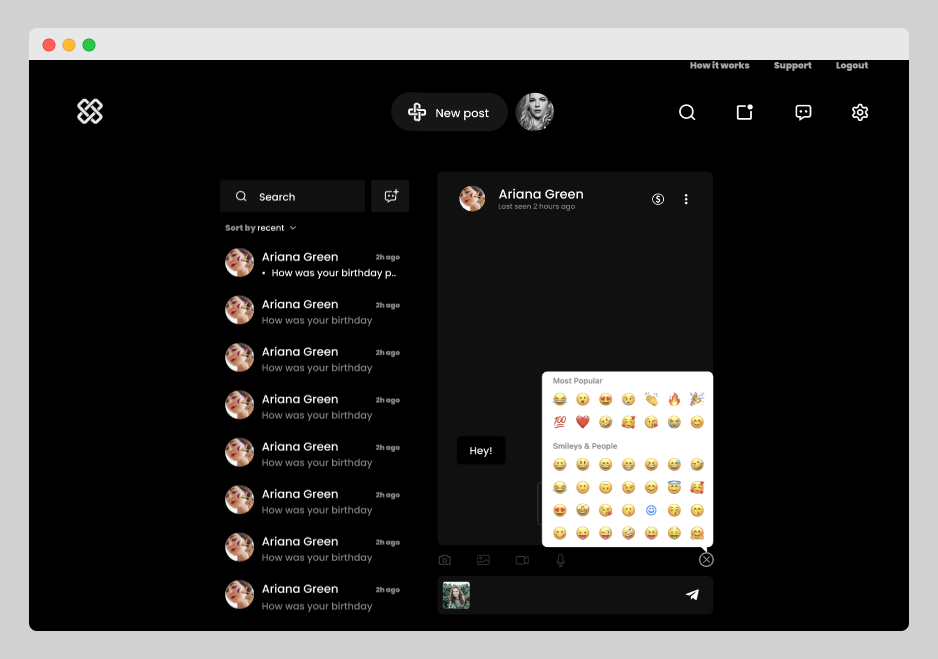 How it works Support Logout
New post
Search
Sort by recent
Ariana Green 2h ago
• How was your birthday p..
Ariana Green 2h ago
How was your birthday
Ariana Green 2h ago
How was your birthday
Ariana Green 2h ago
How was your birthday
Ariana Green 2h ago
How was your birthday
Ariana Green 2h ago
How was your birthday
Ariana Green 2h ago
How was your birthday
Ariana Green 2h ago
How was your birthday
Ariana Green
Last seen 2 hours ago
Hey!
Most Popular
Smileys & People